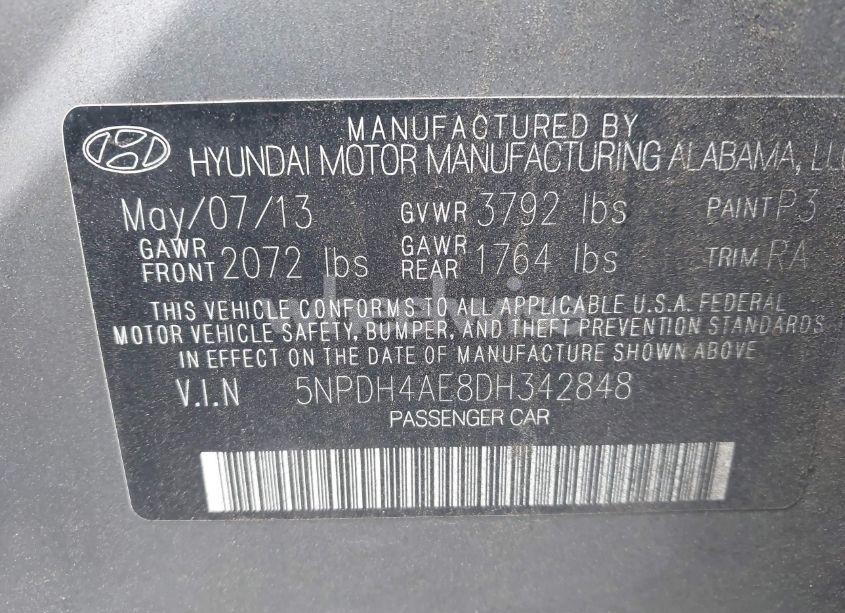 MANUFACTURED BY
HYUNDAI MOTOR MANUFACTURING ALABAMA, LLC
May/07/13 GVWR 3792 lbs PAINT P3
GAWR FRONT 2072 lbs GAWR REAR 1764 lbs TRIM RA
THIS VEHICLE CONFORMS TO ALL APPLICABLE U.S.A. FEDERAL
MOTOR VEHICLE SAFETY, BUMPER, AND THEFT PREVENTION STANDARDS
IN EFFECT ON THE DATE OF MANUFACTURE SHOWN ABOVE
V.I.N 5NPDH4AE8DH342848
PASSENGER CAR